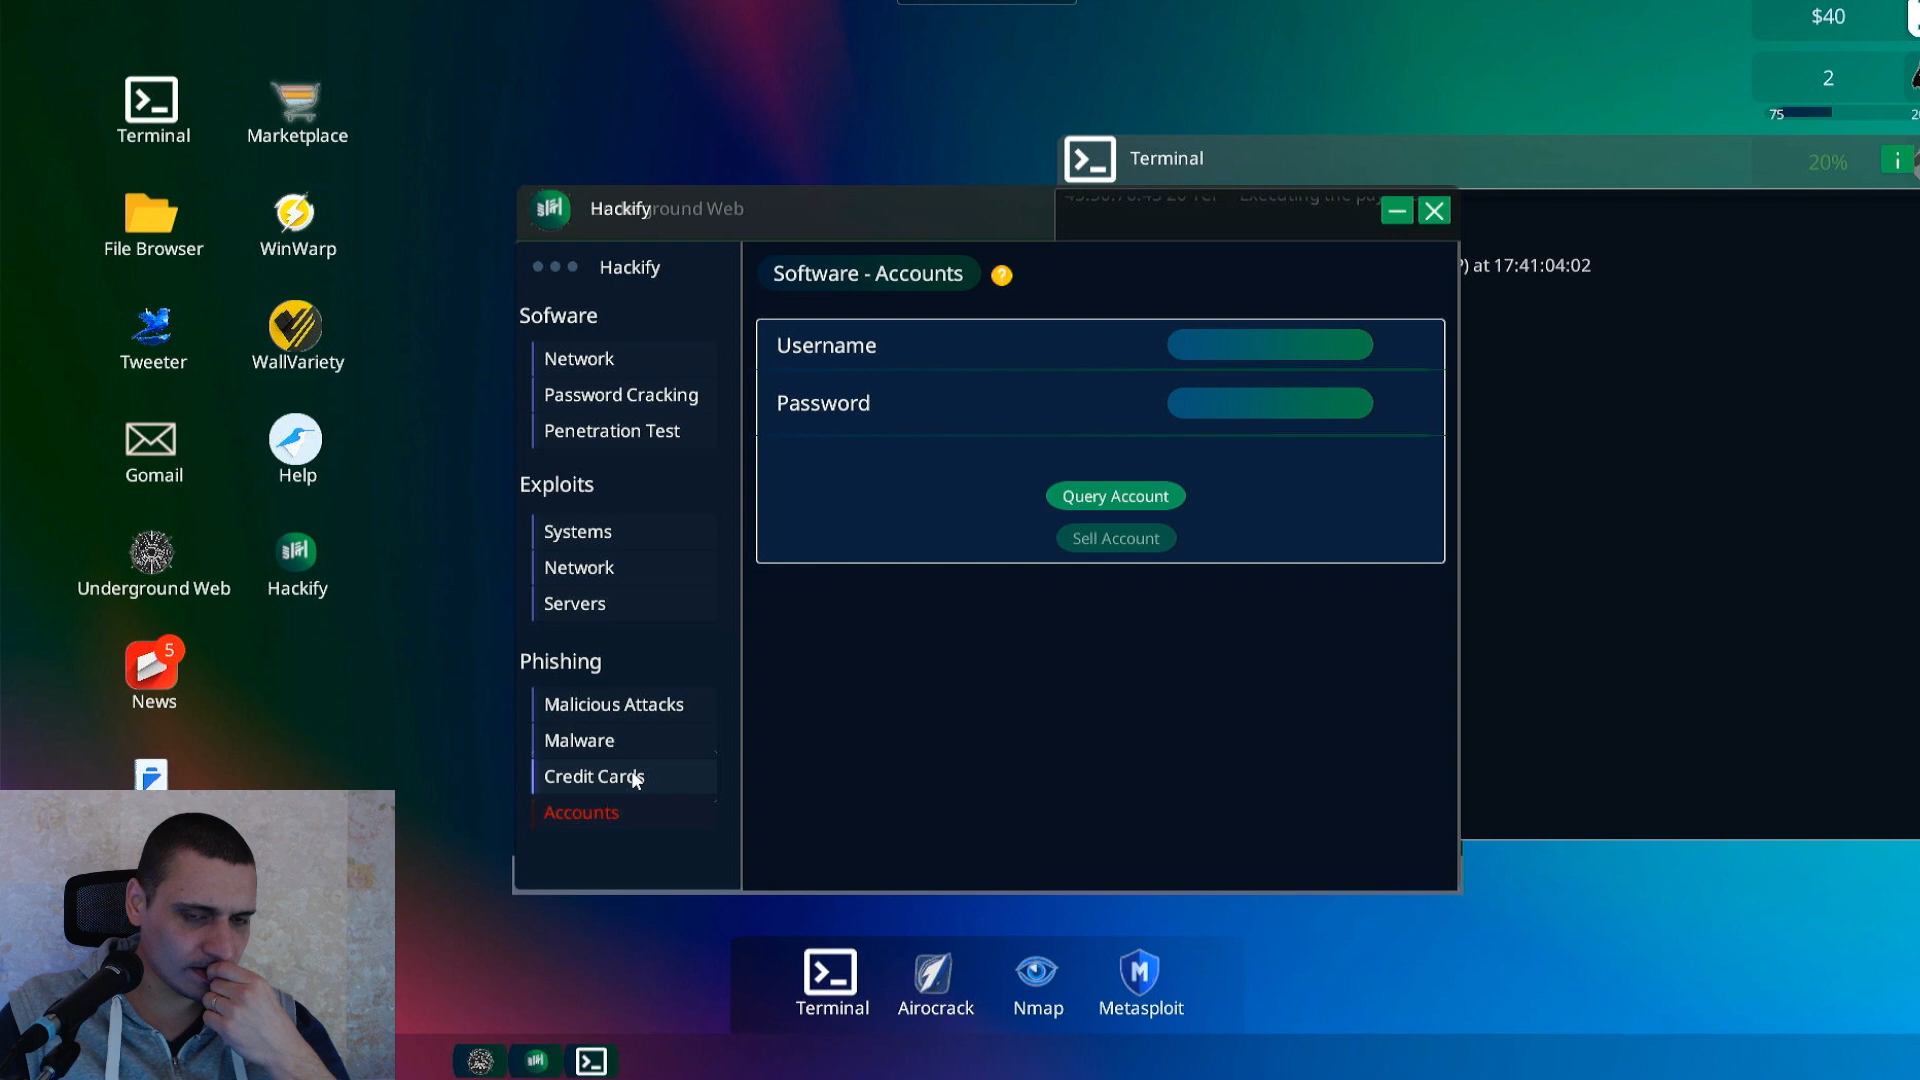 $40
2
75
20%
i
Terminal
Marketplace
File Browser
WinWarp
Tweeter
WallVariety
Gomail
Help
Underground Web
Hackify
5
News
Terminal
) at 17:41:04:02
Hackify
Hackify
Sofware
Network
Password Cracking
Penetration Test
Exploits
Systems
Network
Servers
Phishing
Malicious Attacks
Malware
Credit Cards
Accounts
Software - Accounts
?
Username
Password
Query Account
Sell Account
Terminal
Airocrack
Nmap
M
Metasploit